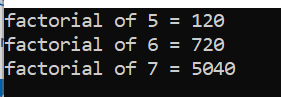 factorial of 5 = 120
factorial of 6 = 720
factorial of 7 = 5040